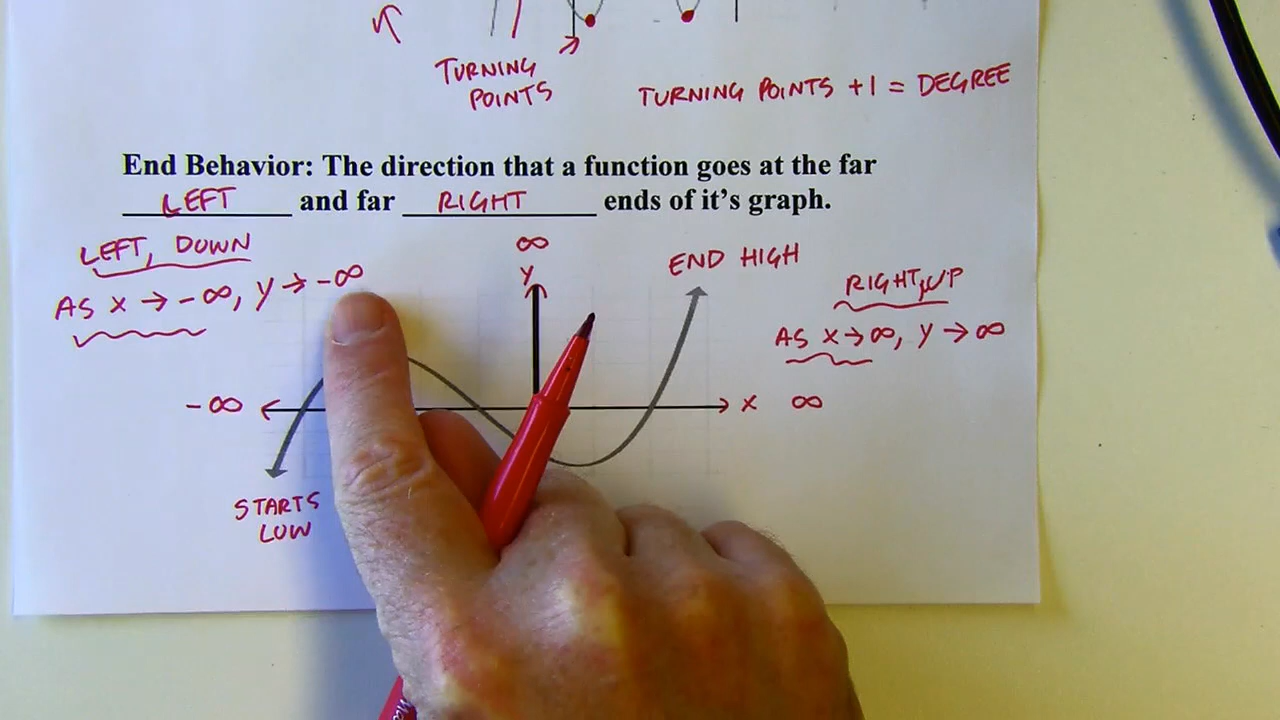 TURNING
POINTS
TURNING POINTS +1 = DEGREE
End Behavior: The direction that a function goes at the far
LEFT and far RIGHT ends of it's graph.
LEFT, DOWN
AS X → -∞, Y → -∞
∞
Y
END HIGH
RIGHT, UP
AS X → ∞, Y → ∞
-∞
X ∞
STARTS
LOW